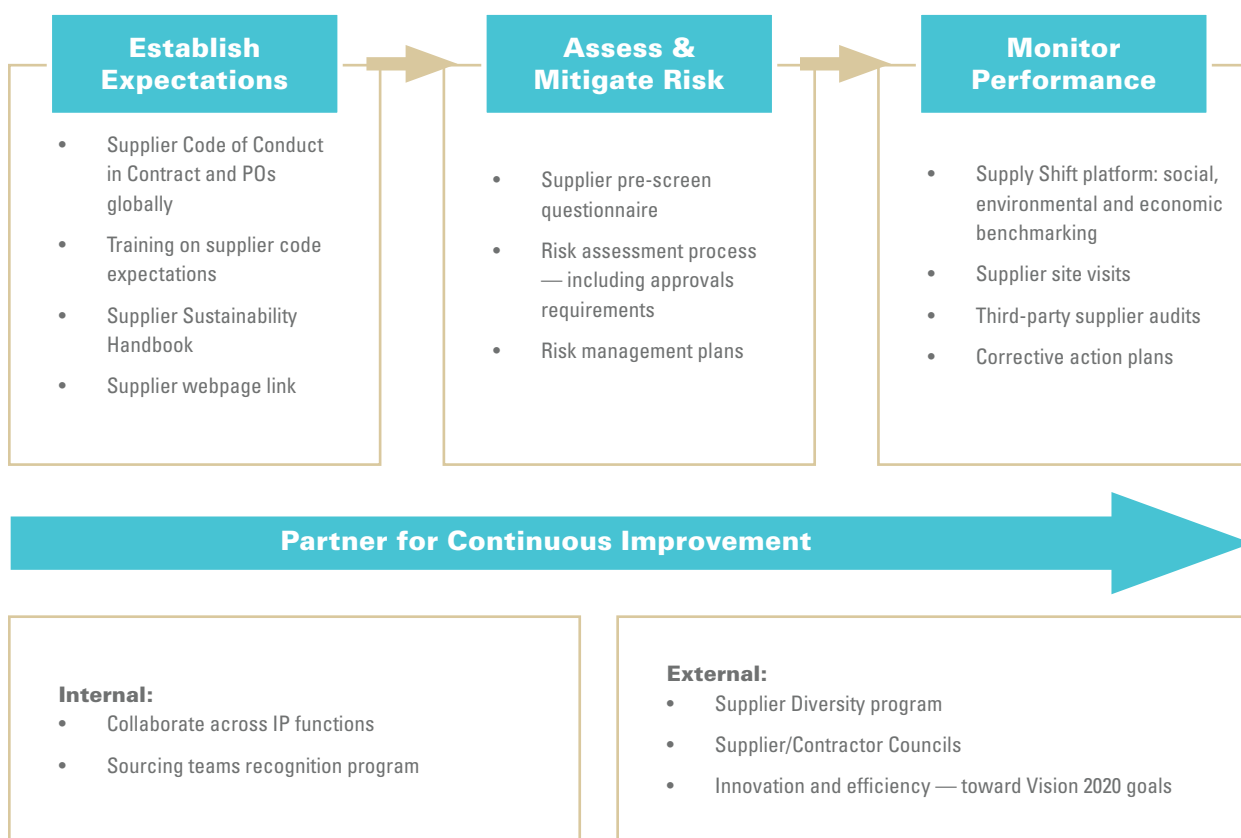 Establish
Expectations
• Supplier Code of Conduct
in Contract and POs
globally
• Training on supplier code
expectations
• Supplier Sustainability
Handbook
• Supplier webpage link
Assess &
Mitigate Risk
• Supplier pre-screen
questionnaire
• Risk assessment process
— including approvals
requirements
• Risk management plans
Monitor
Performance
• Supply Shift platform: social,
environmental and economic
benchmarking
• Supplier site visits
• Third-party supplier audits
• Corrective action plans
Partner for Continuous Improvement
Internal:
• Collaborate across IP functions
• Sourcing teams recognition program
External:
• Supplier Diversity program
• Supplier/Contractor Councils
• Innovation and efficiency — toward Vision 2020 goals